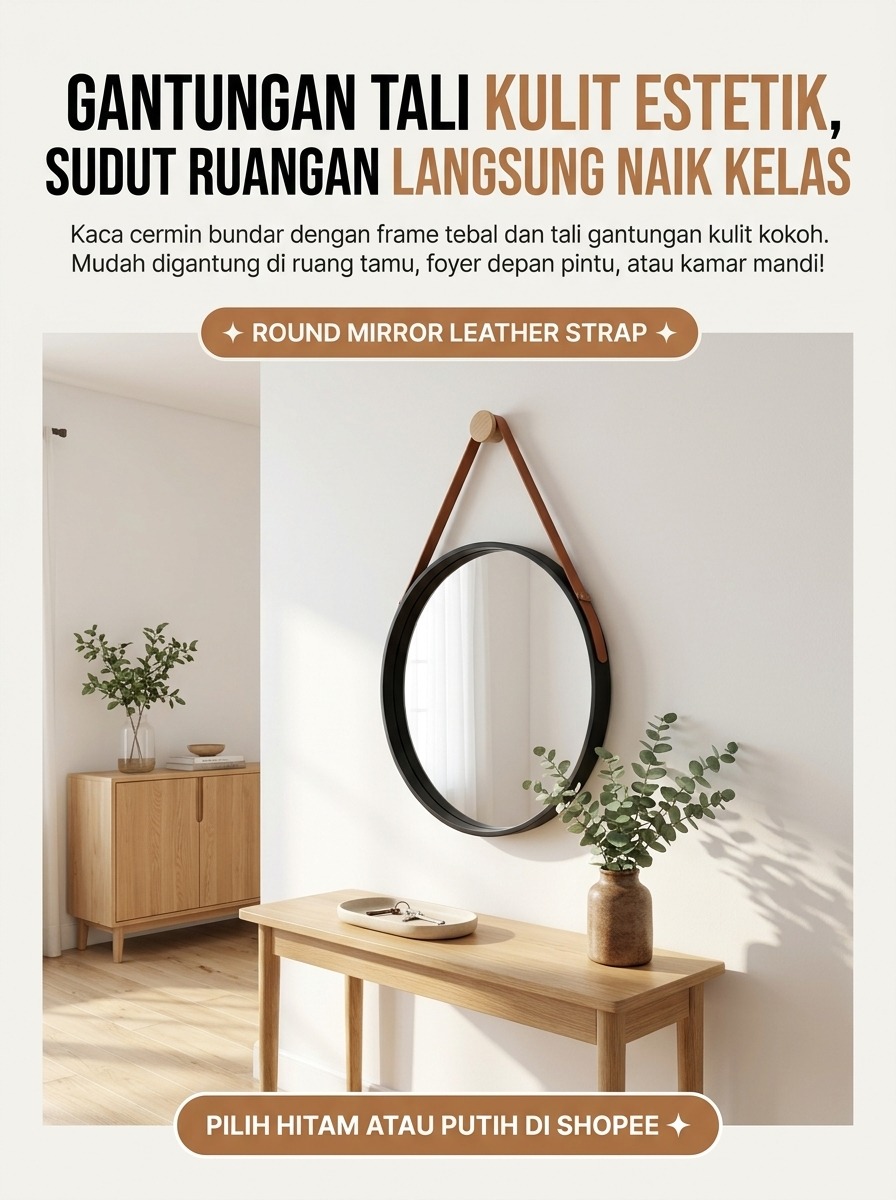 GANTUNGAN TALI KULIT ESTETIK,
SUDUT RUANGAN LANGSUNG NAIK KELAS
Kaca cermin bundar dengan frame tebal dan tali gantungan kulit kokoh.
Mudah digantung di ruang tamu, foyer depan pintu, atau kamar mandi!
✦ ROUND MIRROR LEATHER STRAP ✦
PILIH HITAM ATAU PUTIH DI SHOPEE ✦